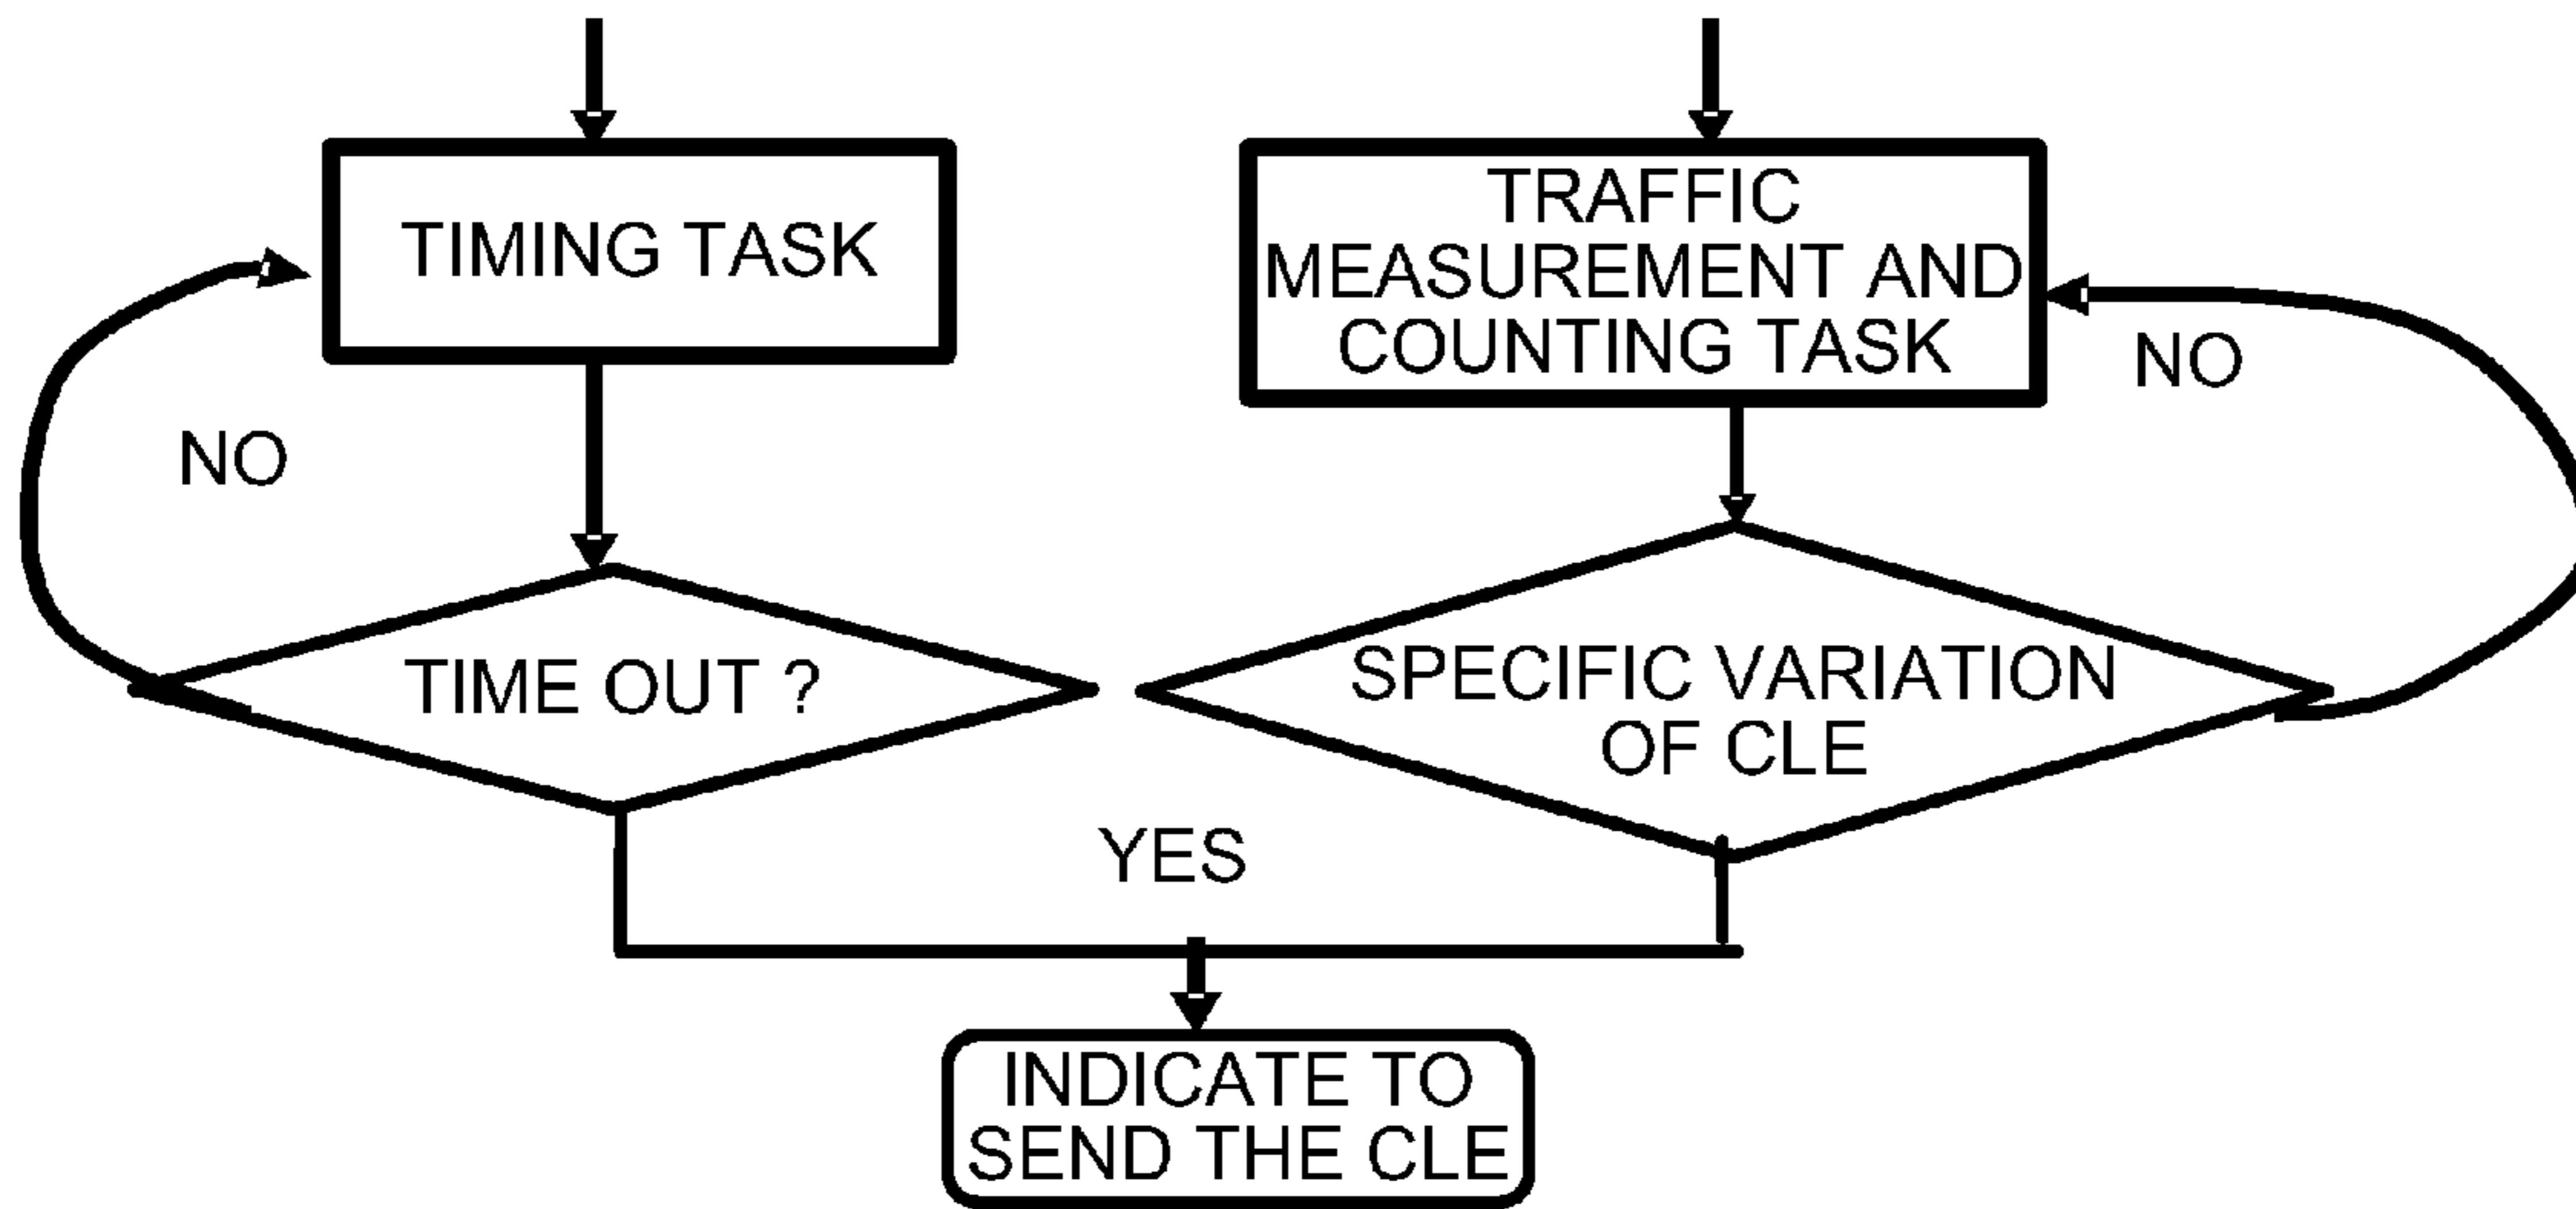 TIMING TASK
TRAFFIC
MEASUREMENT AND
COUNTING TASK
NO
NO
TIME OUT ?
SPECIFIC VARIATION
OF CLE
YES
INDICATE TO
SEND THE CLE